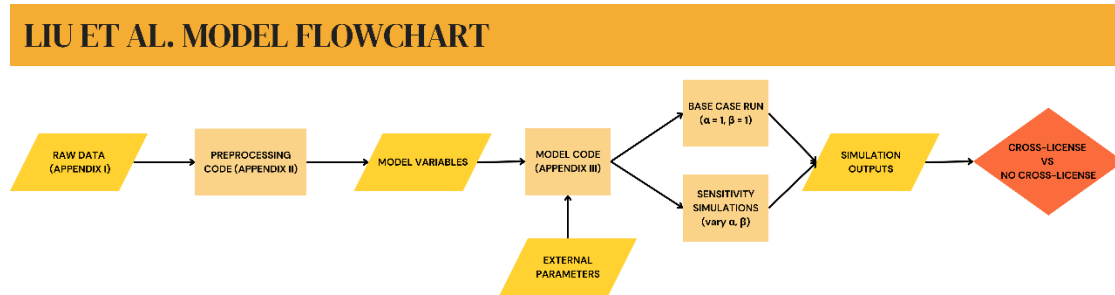 LIU ET AL. MODEL FLOWCHART
RAW DATA
(APPENDIX I)
PREPROCESSING
CODE (APPENDIX II)
MODEL VARIABLES
MODEL CODE
(APPENDIX III)
EXTERNAL
PARAMETERS
BASE CASE RUN
(α = 1, β = 1)
SENSITIVITY
SIMULATIONS
(vary α, β)
SIMULATION
OUTPUTS
CROSS-LICENSE
VS
NO CROSS-LICENSE